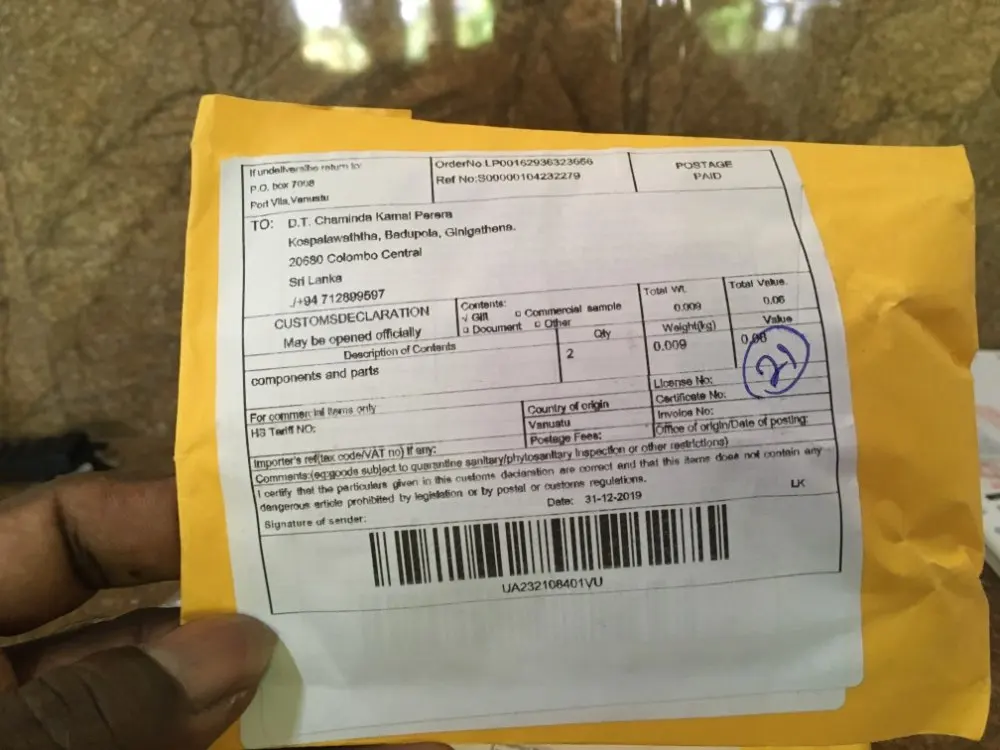 If undeliverable return to:
P.O. box 7008
Port Vila, Vanuatu
OrderNo.LP00162936323656
Ref No:S00000104232279
POSTAGE
PAID
TO: D.T. Chaminda Kamal Perera
Kospalawaththa, Badupola, Ginigathena.
20680 Colombo Central
Sri Lanka
/+94 712899597
CUSTOMSDECLARATION
May be opened officially
Contents:
√ Gift □ Commercial sample
□ Document □ Other
Total Wt.
0.009
Total Value.
0.06
Description of Contents
Qty
Weight(kg)
Value
components and parts
2
0.009
0.06
21
For commercial items only
HS Tariff NO:
Country of origin
Vanuatu
Postage Fees:
License No:
Certificate No:
Invoice No:
Office of origin/Date of posting:
Importer's ref(tax code/VAT no) if any:
Comments:(eg:goods subject to quarantine sanitary/phytosanitary inspection or other restrictions)
I certify that the particulars given in this customs declaration are correct and that this items does not contain any
dangerous article prohibited by legislation or by postal or customs regulations.
Signature of sender:
Date: 31-12-2019
LK
UA232108401VU